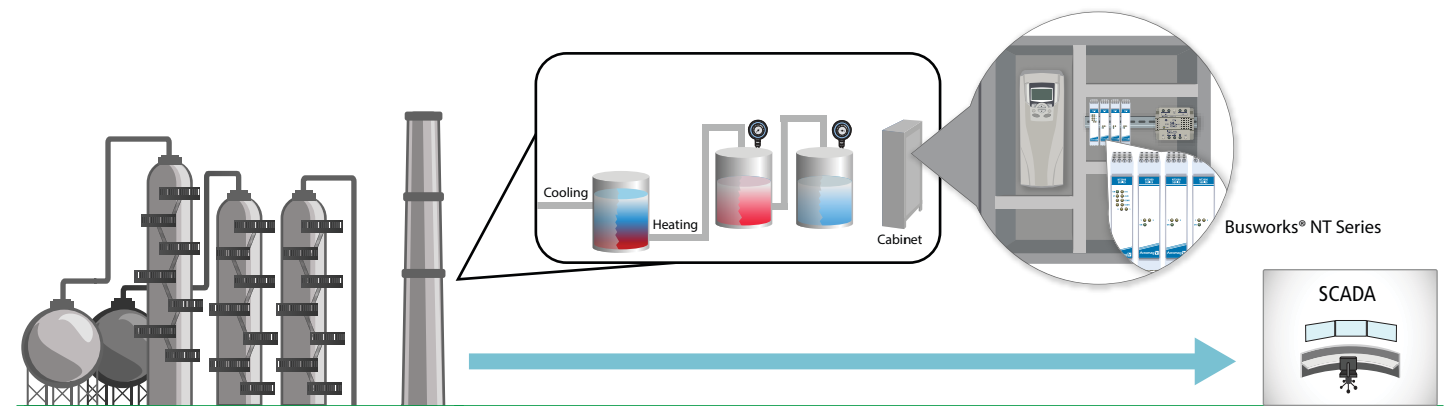 Cooling
Heating
Cabinet
Busworks® NT Series
SCADA